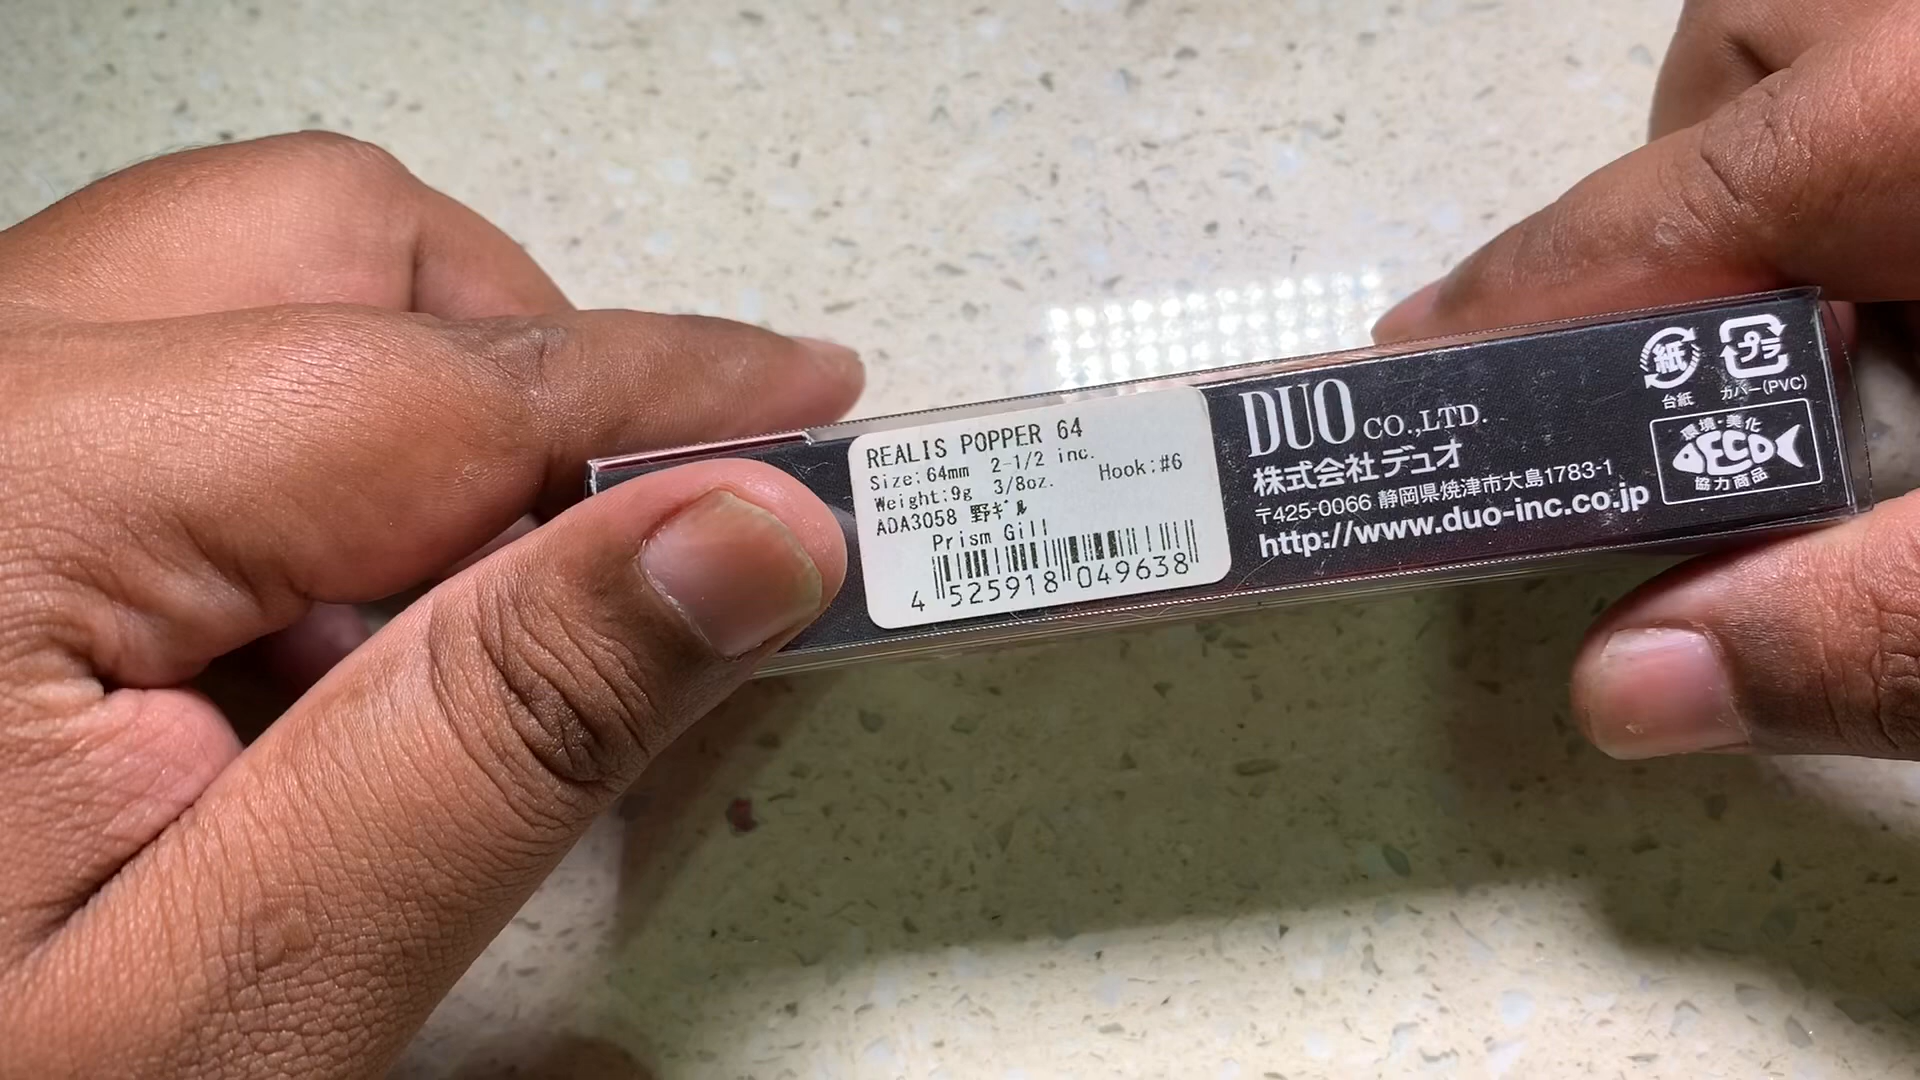 REALIS POPPER 64
Size:64mm 2-1/2 inc.
Weight:9g 3/8oz. Hook:#6
ADA3058 野ギル
Prism Gill
4 525918 049638
DUO CO.,LTD.
株式会社 デュオ
〒425-0066 静岡県焼津市大島1783-1
http://www.duo-inc.co.jp
紙
台紙
プラ
カバー(PVC)
環境・美化
ECO
協力商品